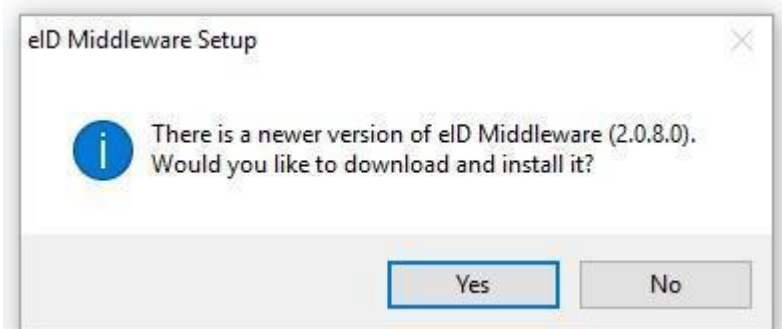 eID Middleware Setup
There is a newer version of eID Middleware (2.0.8.0).
Would you like to download and install it?
Yes
No